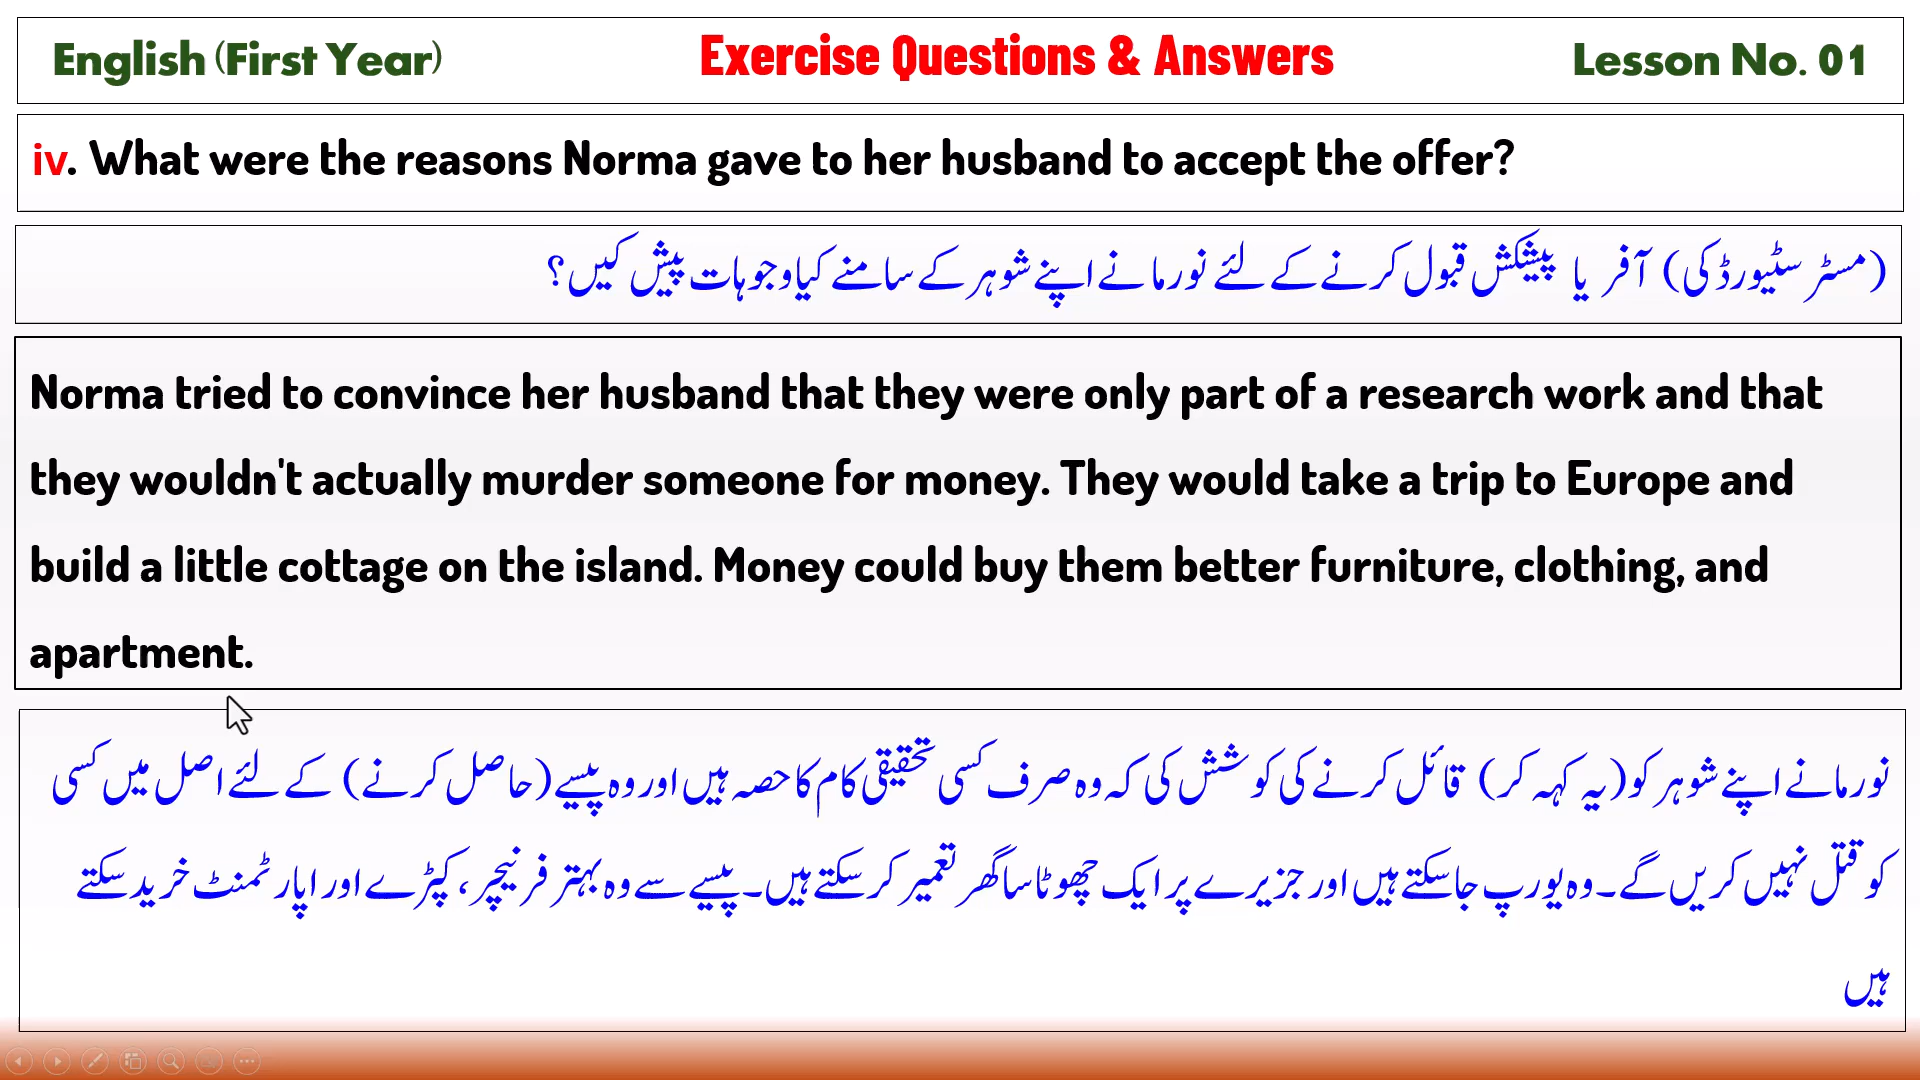 English (First Year)
Exercise Questions & Answers
Lesson No. 01
iv. What were the reasons Norma gave to her husband to accept the offer?
(مسٹر سٹیورڈ کی) آفر یا پیشکش قبول کرنے کے لئے نورما نے اپنے شوہر کے سامنے کیا وجوہات پیش کیں؟
Norma tried to convince her husband that they were only part of a research work and that
they wouldn't actually murder someone for money. They would take a trip to Europe and
build a little cottage on the island. Money could buy them better furniture, clothing, and
apartment.
نورما نے اپنے شوہر کو (یہ کہہ کر) قائل کرنے کی کوشش کی کہ وہ صرف کسی تحقیقی کام کا حصہ ہیں اور وہ پیسے (حاصل کرنے) کے لئے اصل میں کسی
کو قتل نہیں کریں گے۔ وہ یورپ جا سکتے ہیں اور جزیرے پر ایک چھوٹا سا گھر تعمیر کر سکتے ہیں۔ پیسے سے وہ بہتر فرنیچر، کپڑے اور اپارٹمنٹ خرید سکتے
ہیں